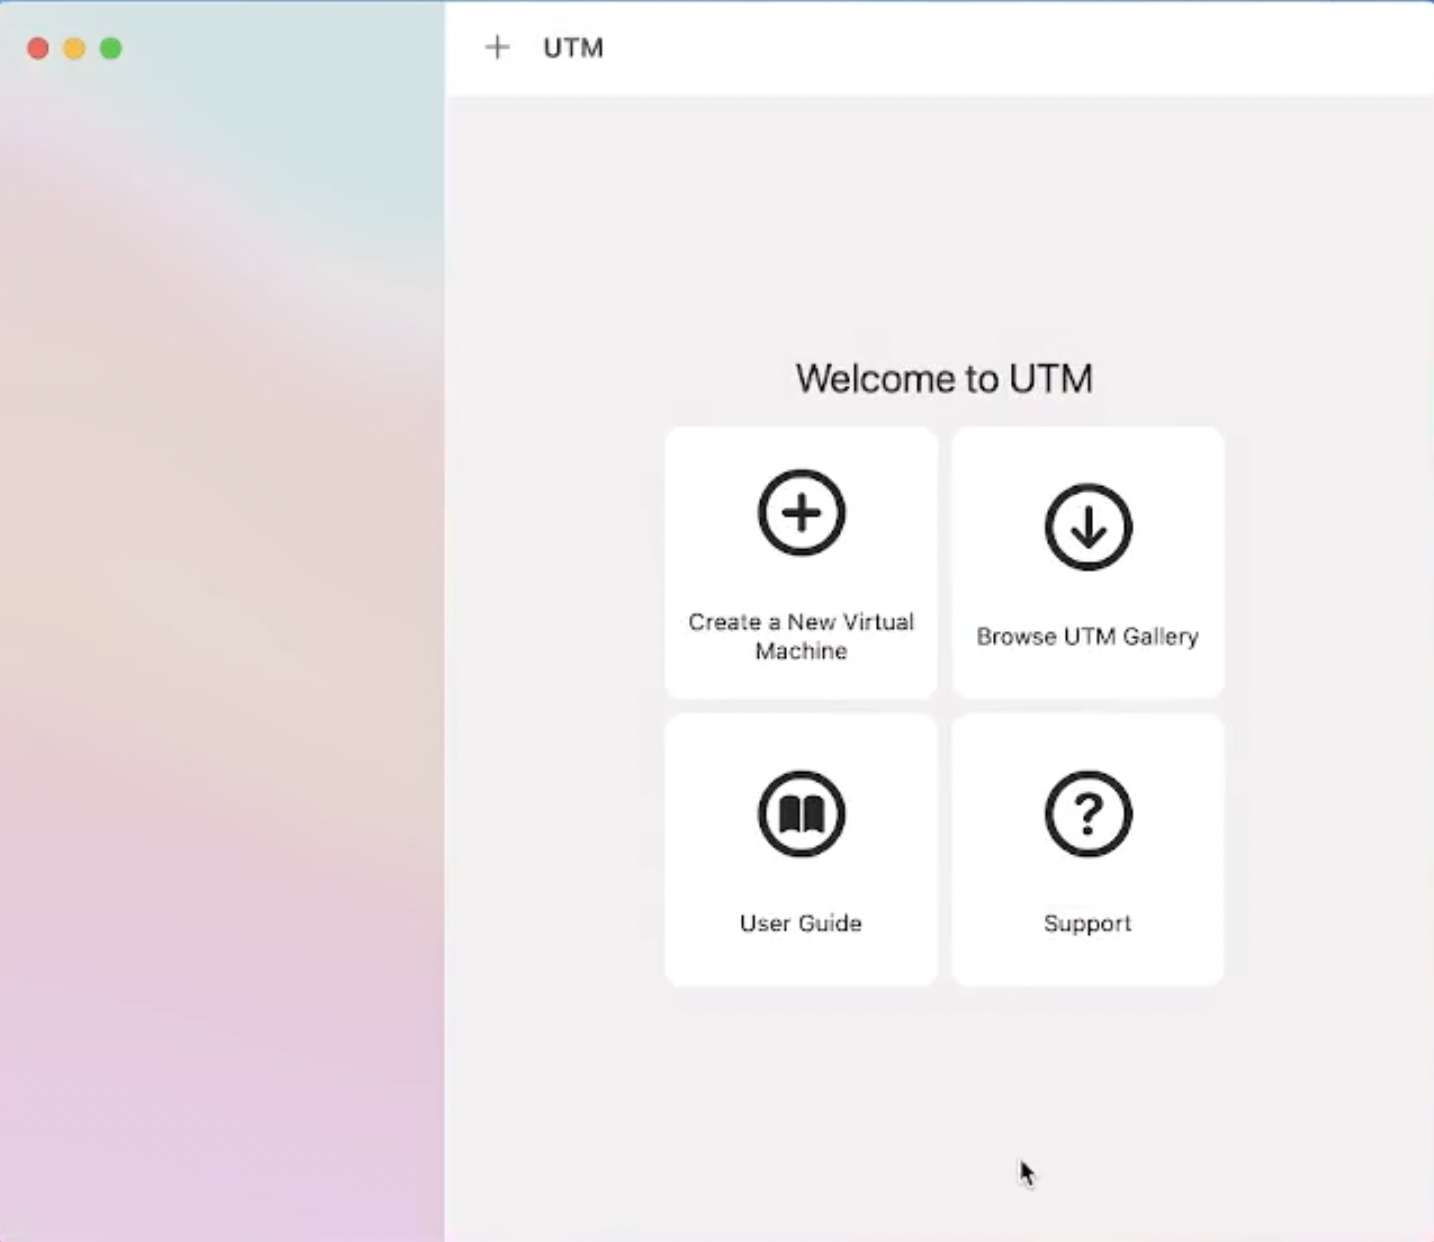 UTM
Welcome to UTM
Create a New Virtual
Machine
Browse UTM Gallery
User Guide
Support